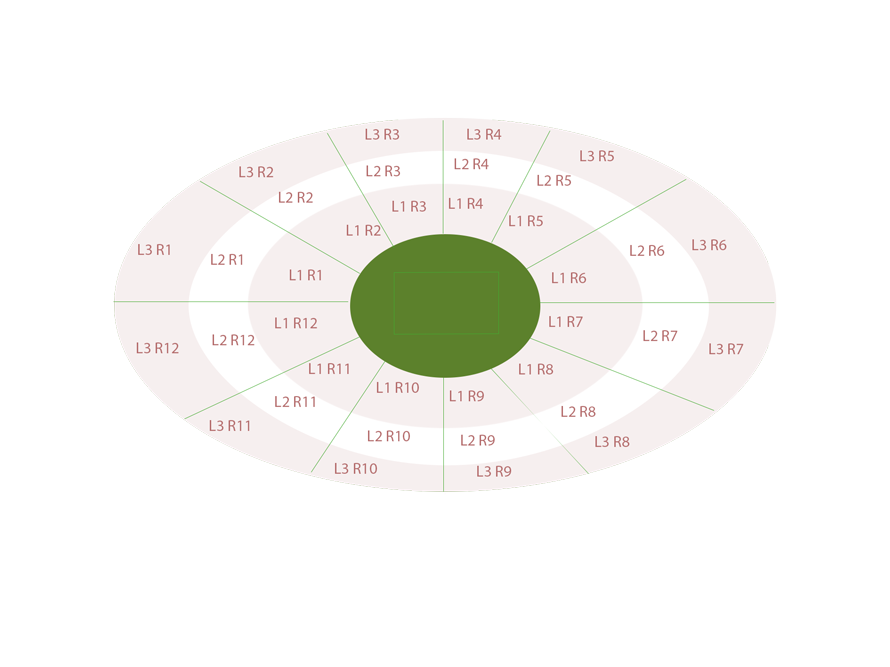 L3 R3
L3 R4
L3 R5
L2 R3
L2 R4
L3 R2
L2 R5
L2 R2
L1 R3
L1 R4
L1 R5
L1 R2
L3 R1
L2 R1
L2 R6
L3 R6
L1 R1
L1 R6
L1 R12
L1 R7
L3 R12
L2 R12
L2 R7
L3 R7
L1 R11
L1 R8
L1 R10
L1 R9
L2 R11
L2 R8
L3 R11
L2 R10
L2 R9
L3 R8
L3 R10
L3 R9